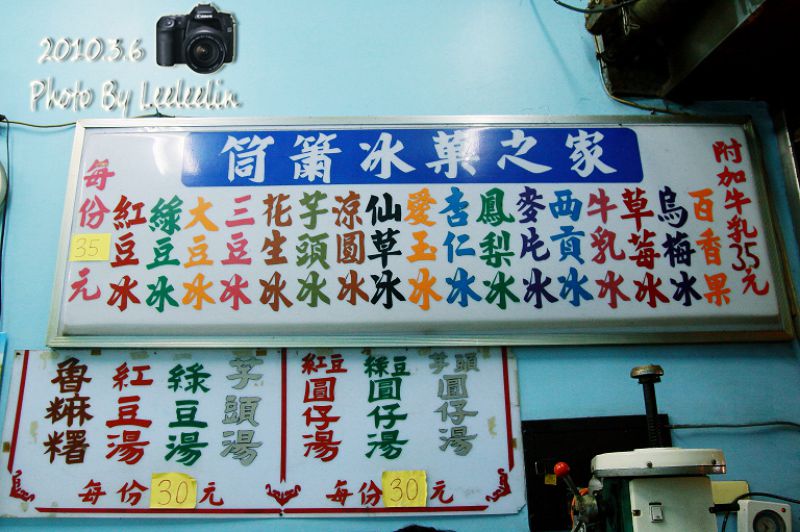 2010.3.6
Canon
Photo By Leeleelin
筒簫冰菓之家
每份35元
紅豆冰
綠豆冰
大豆冰
三豆冰
花生冰
芋頭冰
涼圓冰
仙草冰
愛玉冰
杏仁冰
鳳梨冰
麥片冰
西貢冰
牛乳冰
草莓冰
烏梅冰
百香果
附加牛乳35元
魯麻糬
紅豆湯
綠豆湯
芋頭湯
每份30元
紅豆圓仔湯
綠豆圓仔湯
芋頭圓仔湯
每份30元